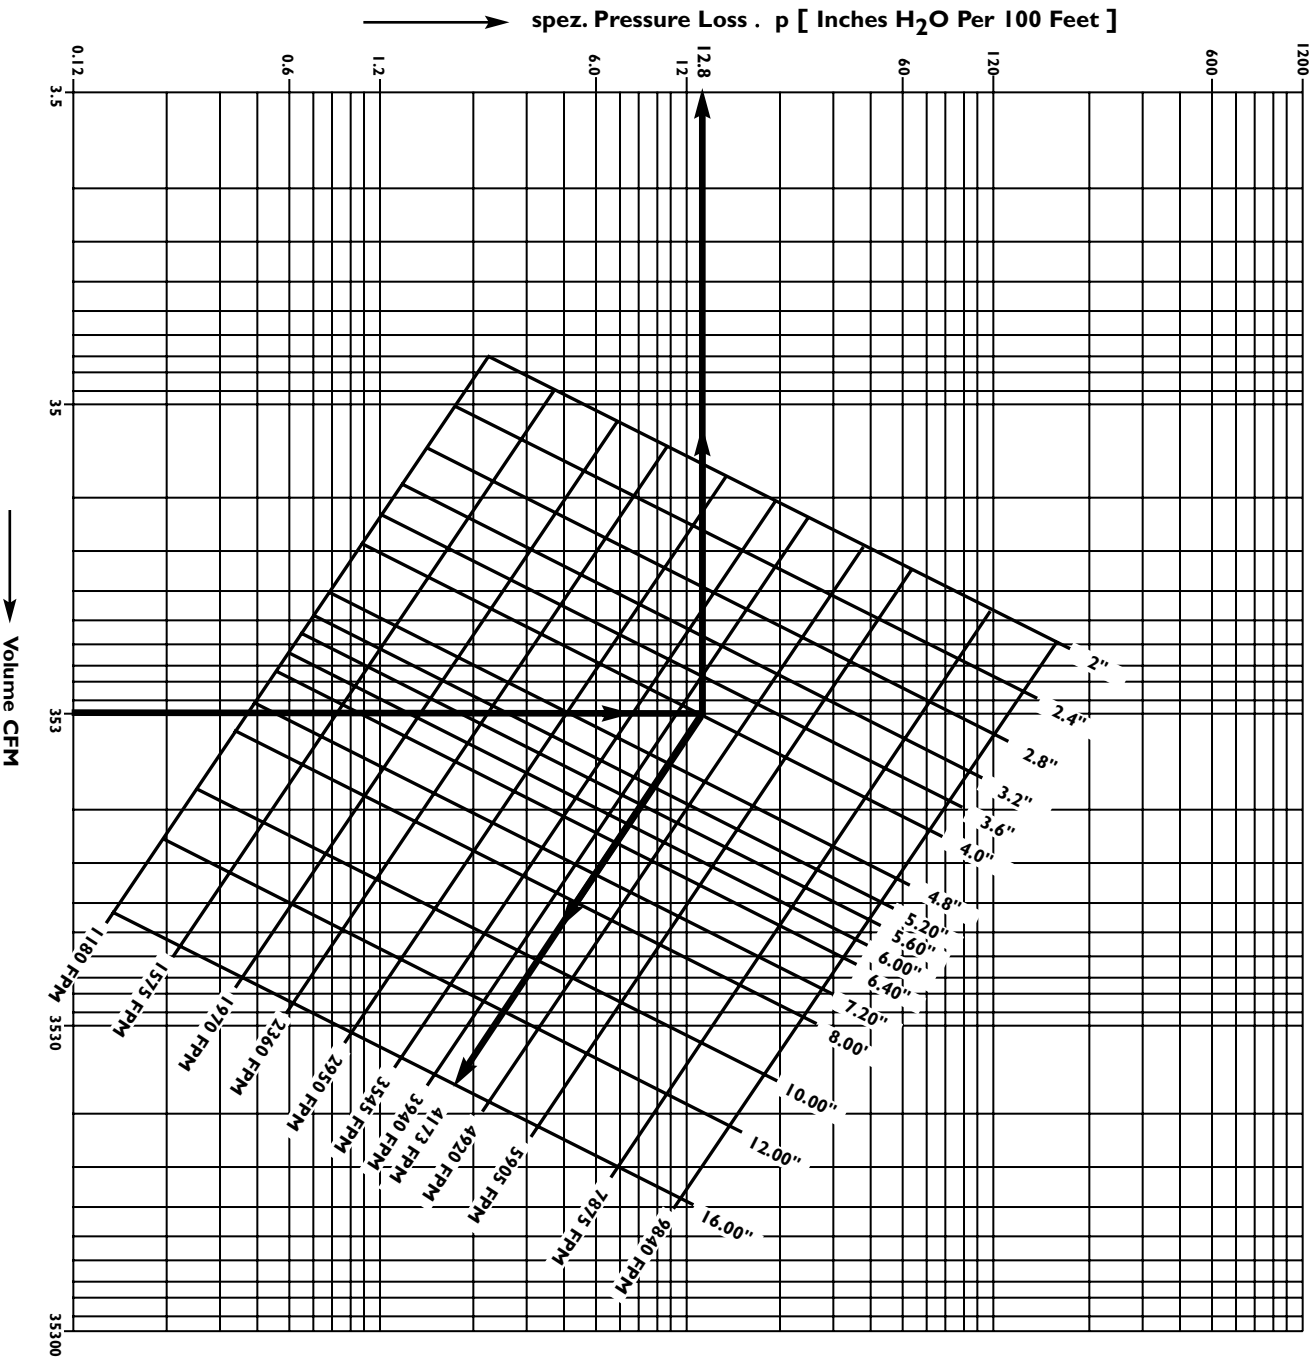 spez. Pressure Loss . p [ Inches H2O Per 100 Feet ]
0.12
0.6
1.2
6.0
12
12.8
60
120
600
1200
3.5
35
353
3530
35300
Volume CFM
2"
2.4"
2.8"
3.2"
3.6"
4.0"
4.8"
5.20"
5.60"
6.00"
6.40"
7.20"
8.00'
10.00"
12.00"
16.00"
1180 FPM
1575 FPM
1970 FPM
2360 FPM
2950 FPM
3545 FPM
3940 FPM
4173 FPM
4920 FPM
5905 FPM
7875 FPM
9840 FPM